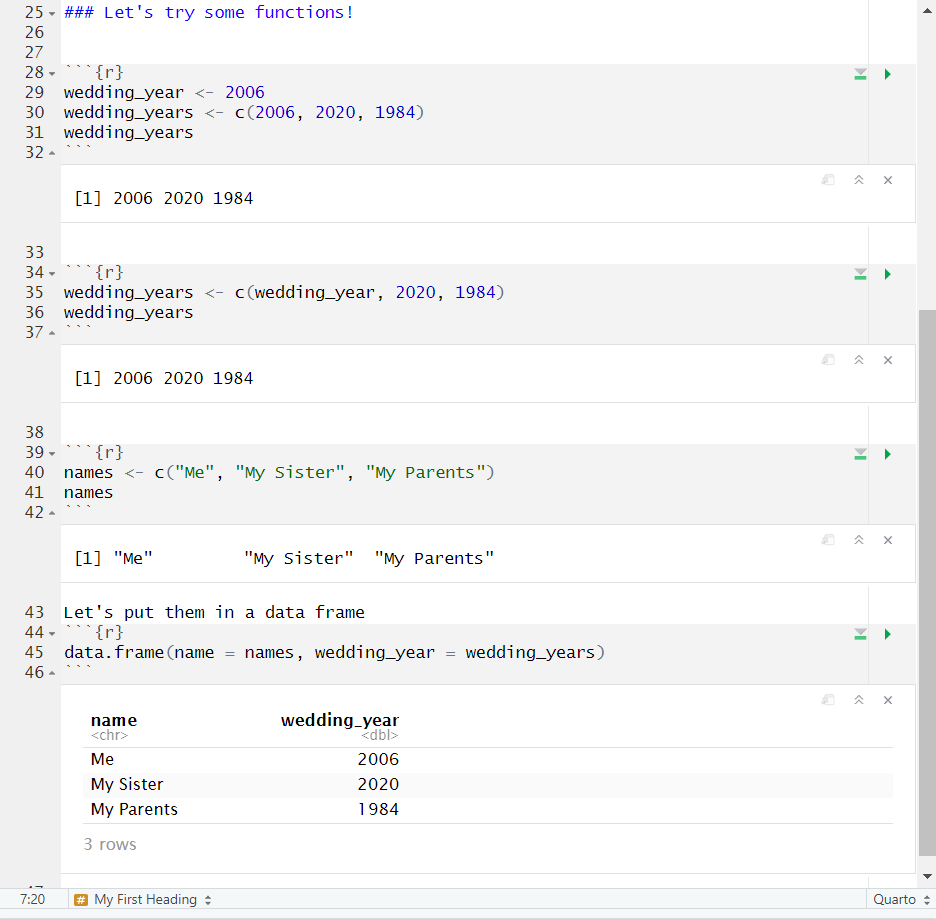 25 ### Let's try some functions!
26
27
28 ```{r}
29 wedding_year <- 2006
30 wedding_years <- c(2006, 2020, 1984)
31 wedding_years
32 ```
[1] 2006 2020 1984
33
34 ```{r}
35 wedding_years <- c(wedding_year, 2020, 1984)
36 wedding_years
37 ```
[1] 2006 2020 1984
38
39 ```{r}
40 names <- c("Me", "My Sister", "My Parents")
41 names
42 ```
[1] "Me"         "My Sister"  "My Parents"
43 Let's put them in a data frame
44 ```{r}
45 data.frame(name = names, wedding_year = wedding_years)
46 ```
name wedding_year
<chr> <dbl>
Me 2006
My Sister 2020
My Parents 1984
3 rows
7:20 # My First Heading Quarto